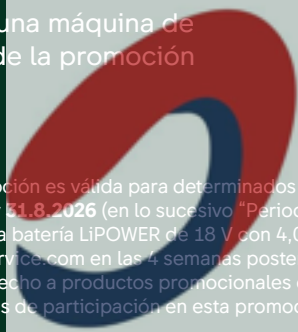 una máquina de
de la promoción
ción es válida para determinados
31.8.2026 (en lo sucesivo "Period
a batería LiPOWER de 18 V con 4,0
rvice.com en las 4 semanas poste
echo a productos promocionales
s de participación en esta promoc